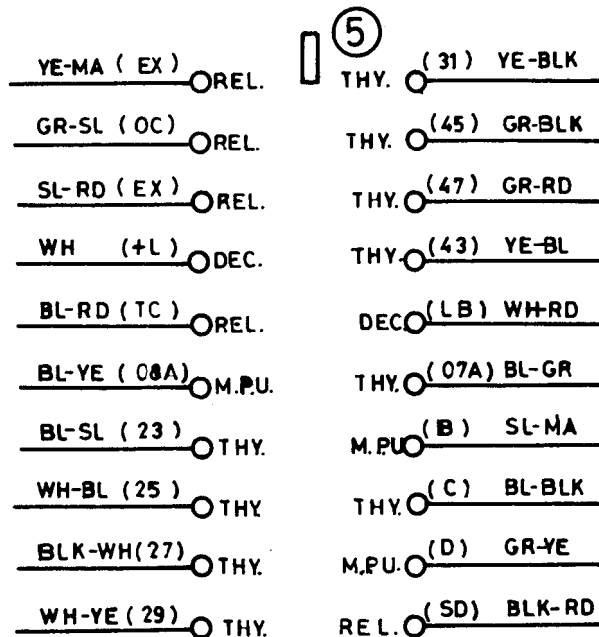 5
YE-MA ( EX ) REL. THY. ( 31 ) YE-BLK
GR-SL ( OC ) REL. THY. ( 45 ) GR-BLK
SL-RD ( EX ) REL. THY. ( 47 ) GR-RD
WH (+L ) DEC. THY. ( 43 ) YE-BL
BL-RD ( TC ) REL. DEC. ( LB ) WH-RD
BL-YE ( 08A) M.P.U. THY. (07A) BL-GR
BL-SL ( 23 ) THY. M.P.U ( B ) SL-MA
WH-BL (25 ) THY. THY. ( C ) BL-BLK
BLK-WH(27) THY. M.P.U. (D) GR-YE
WH-YE (29) THY. REL. (SD) BLK-RD